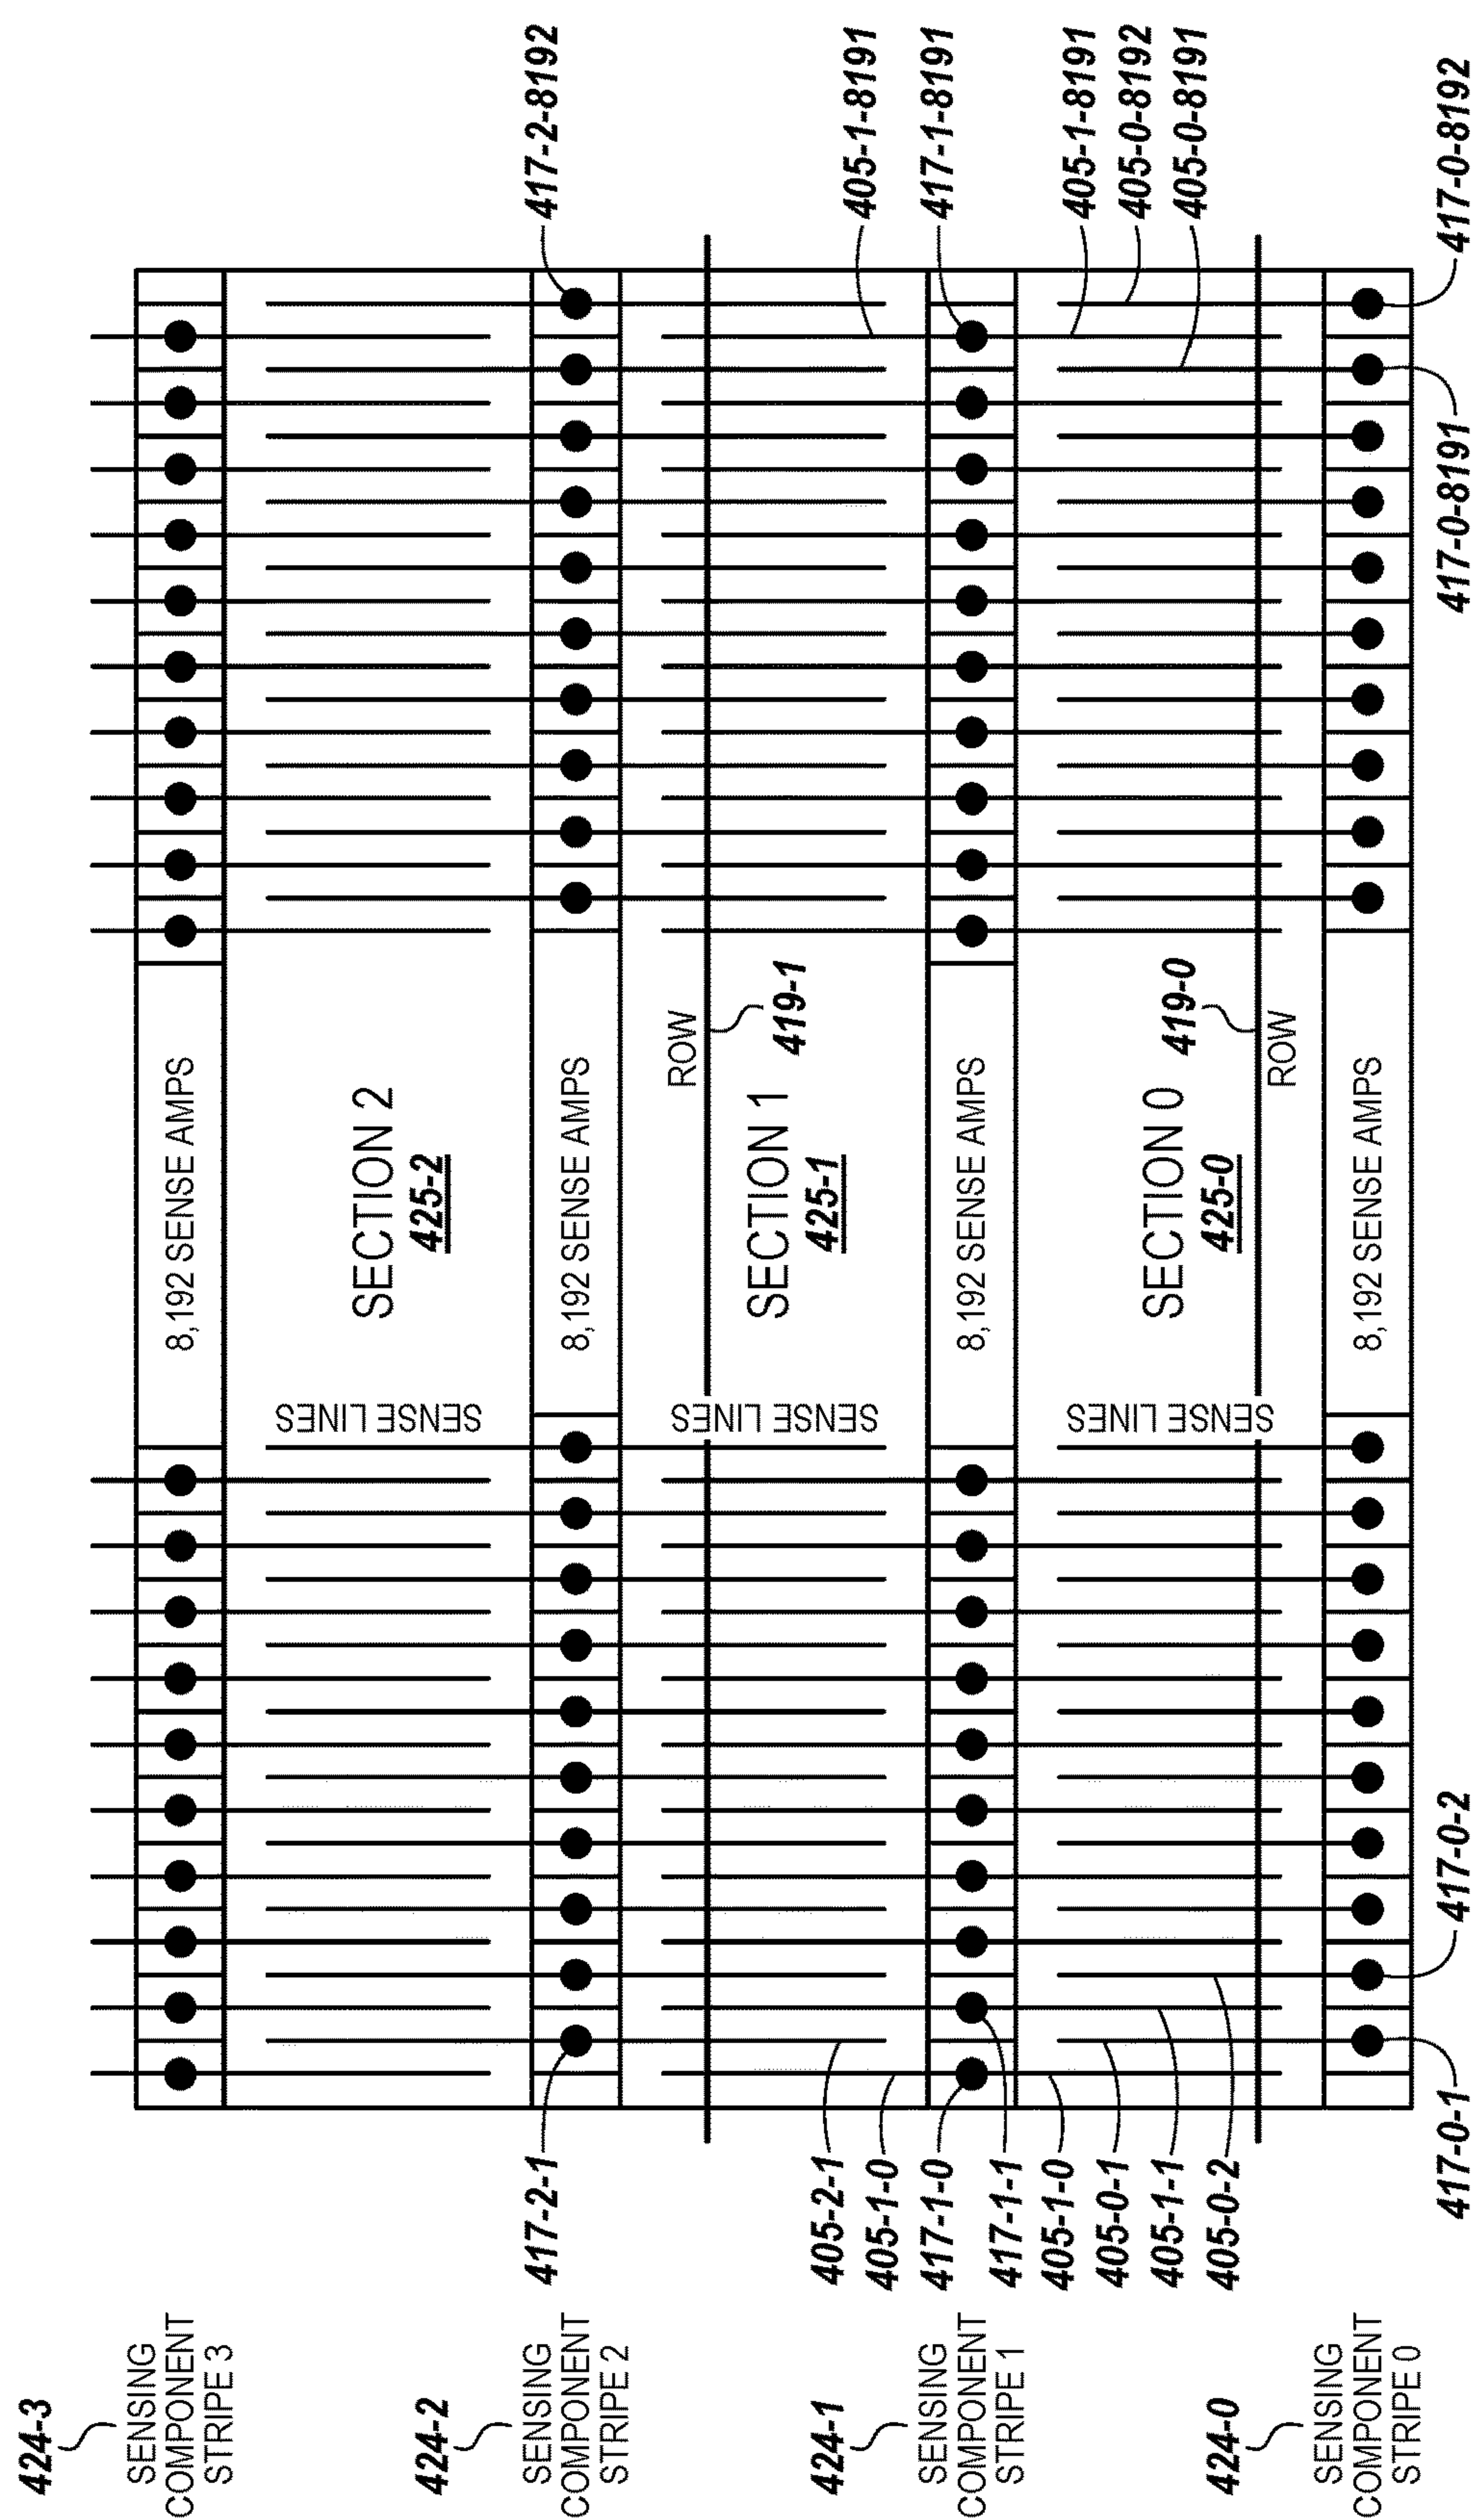 424-3
SENSING
COMPONENT
STRIPE 3
424-2
SENSING
COMPONENT
STRIPE 2
424-1
SENSING
COMPONENT
STRIPE 1
424-0
SENSING
COMPONENT
STRIPE 0
417-2-1
405-2-1
405-1-0
417-1-0
417-1-1
405-1-0
405-0-1
405-1-1
405-0-2
417-0-1
417-0-2
SENSE LINES
SENSE LINES
SENSE LINES
8,192 SENSE AMPS
SECTION 2
425-2
8,192 SENSE AMPS
ROW
419-1
SECTION 1
425-1
8,192 SENSE AMPS
SECTION 0
425-0
419-0
ROW
8,192 SENSE AMPS
417-2-8192
405-1-8191
417-1-8191
405-1-8191
405-0-8192
405-0-8191
417-0-8191
417-0-8192